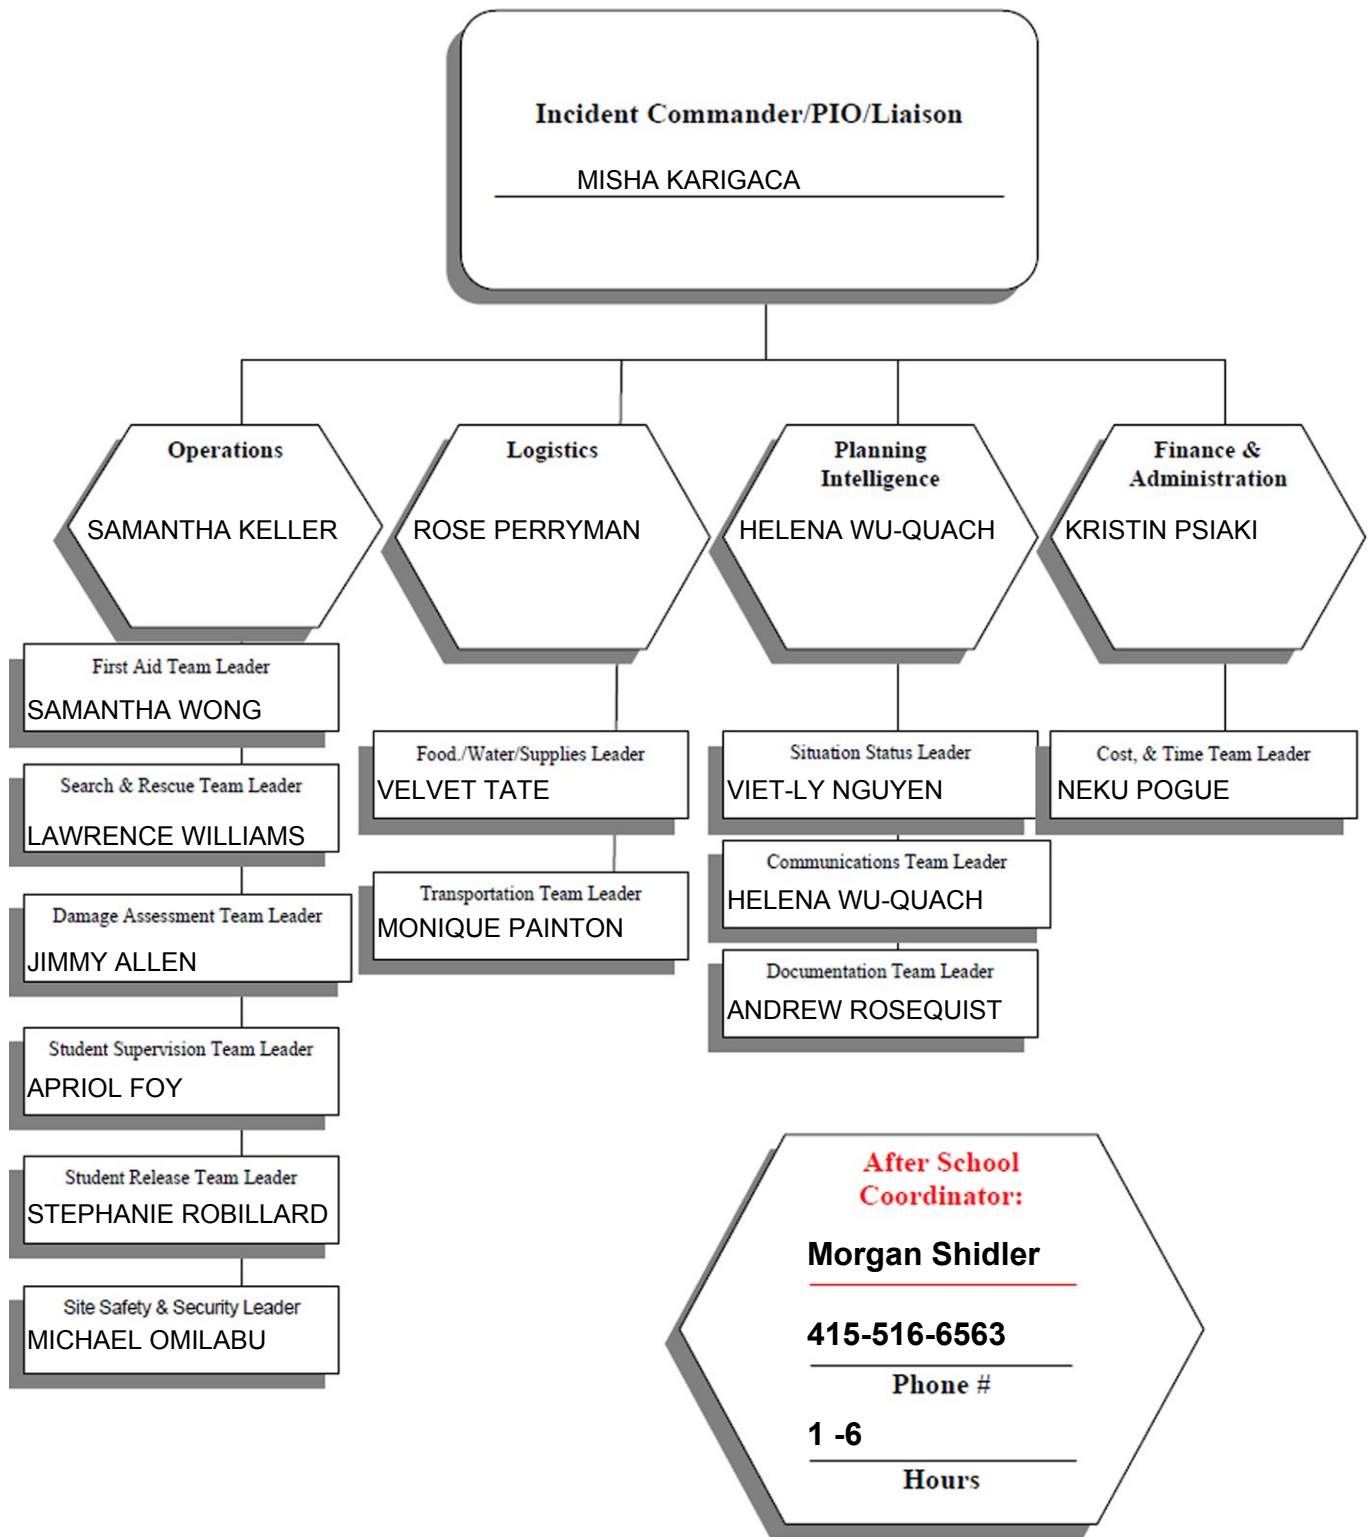 Incident Commander/PIO/Liaison
MISHA KARIGACA
Operations
SAMANTHA KELLER
First Aid Team Leader
SAMANTHA WONG
Search & Rescue Team Leader
LAWRENCE WILLIAMS
Damage Assessment Team Leader
JIMMY ALLEN
Student Supervision Team Leader
APRIOL FOY
Student Release Team Leader
STEPHANIE ROBILLARD
Site Safety & Security Leader
MICHAEL OMILABU
Logistics
ROSE PERRYMAN
Food./Water/Supplies Leader
VELVET TATE
Transportation Team Leader
MONIQUE PAINTON
Planning
Intelligence
HELENA WU-QUACH
Situation Status Leader
VIET-LY NGUYEN
Communications Team Leader
HELENA WU-QUACH
Documentation Team Leader
ANDREW ROSEQUIST
Finance &
Administration
KRISTIN PSIAKI
Cost, & Time Team Leader
NEKU POGUE
After School
Coordinator:
Morgan Shidler
415-516-6563
Phone #
1 -6
Hours